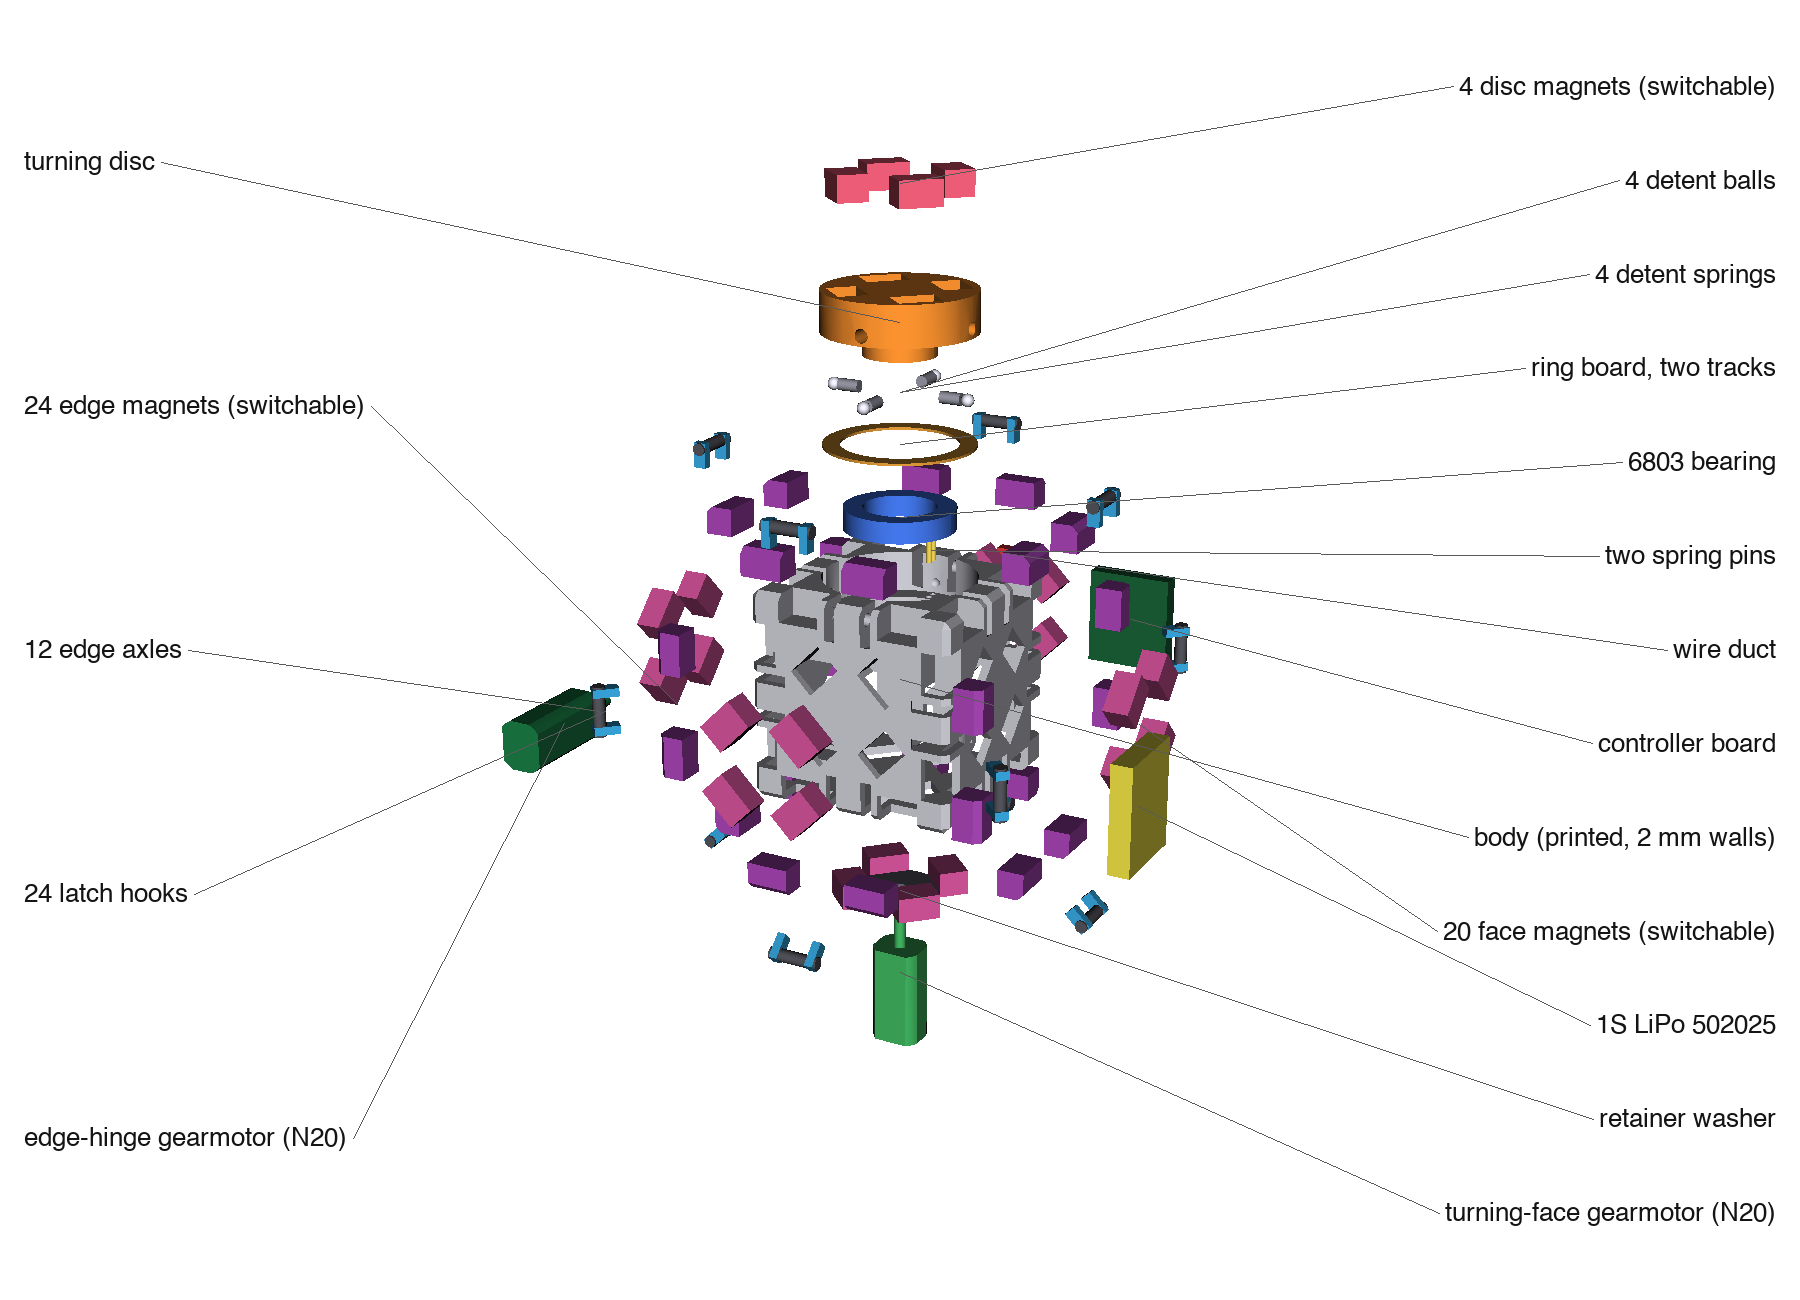 4 disc magnets (switchable)
turning disc
4 detent balls
4 detent springs
ring board, two tracks
24 edge magnets (switchable)
6803 bearing
two spring pins
12 edge axles
wire duct
controller board
body (printed, 2 mm walls)
24 latch hooks
20 face magnets (switchable)
1S LiPo 502025
retainer washer
edge-hinge gearmotor (N20)
turning-face gearmotor (N20)